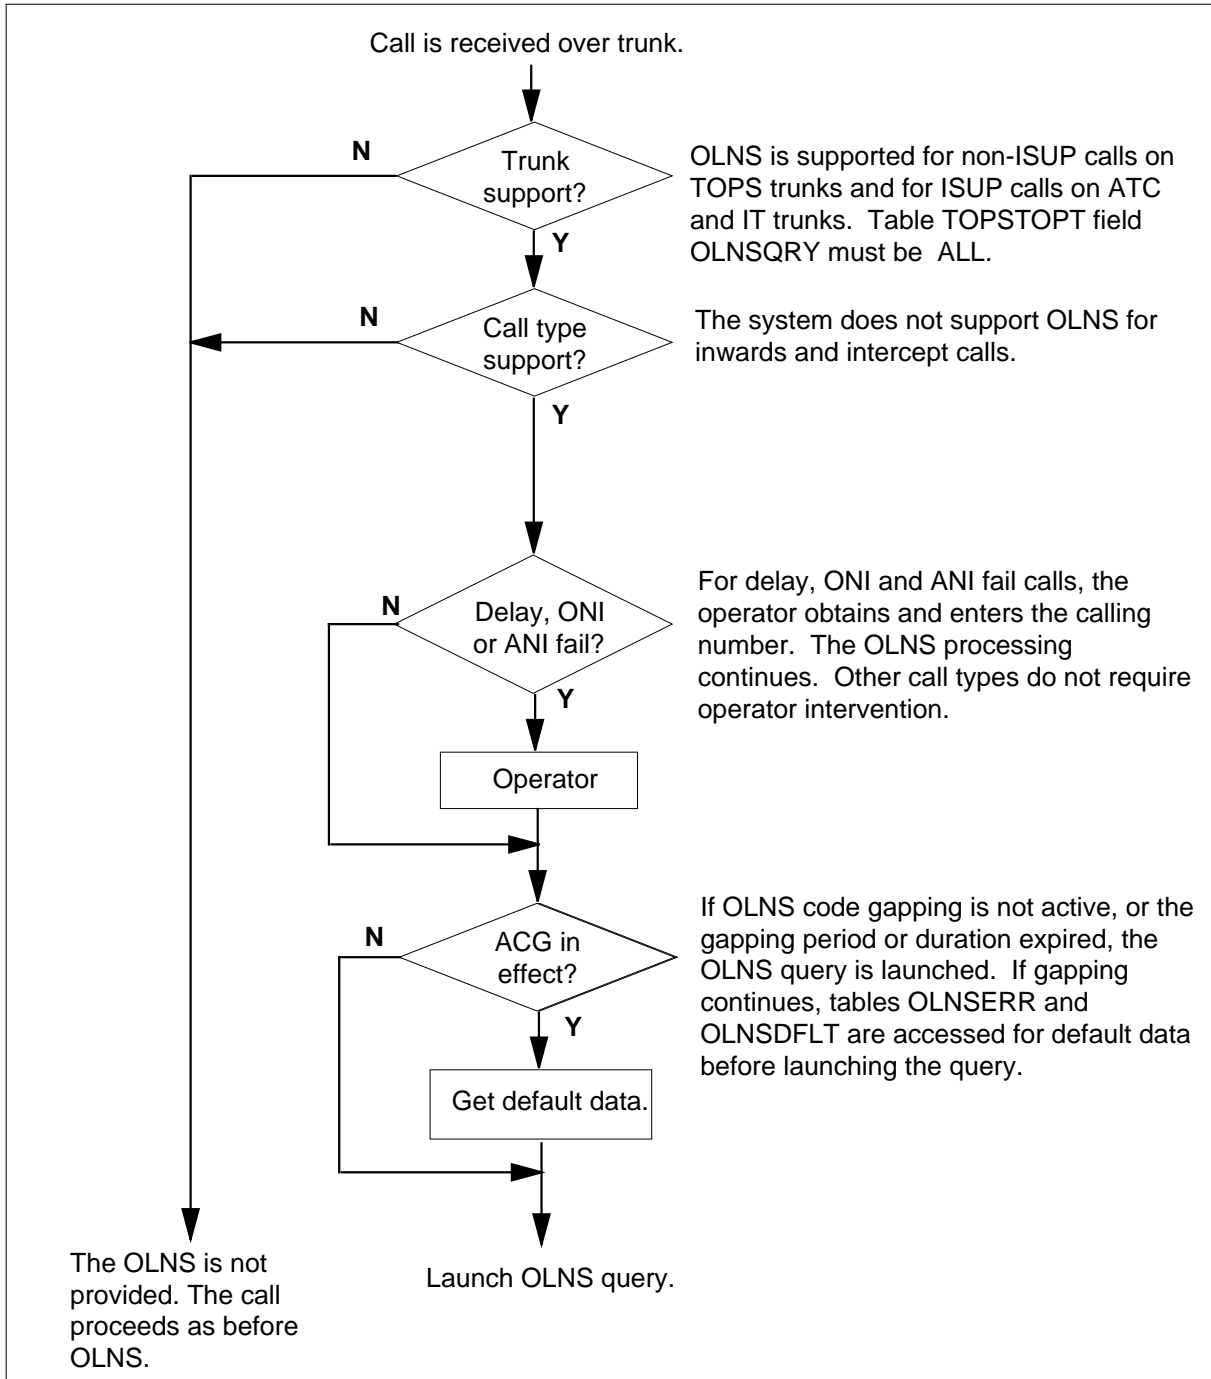 Call is received over trunk.
N
Trunk
support?
Y
OLNS is supported for non-ISUP calls on
TOPS trunks and for ISUP calls on ATC
and IT trunks.  Table TOPSTOPT field
OLNSQRY must be  ALL.
N
Call type
support?
Y
The system does not support OLNS for
inwards and intercept calls.
N
Delay, ONI
or ANI fail?
Y
For delay, ONI and ANI fail calls, the
operator obtains and enters the calling
number.  The OLNS processing
continues.  Other call types do not require
operator intervention.
Operator
N
ACG in
effect?
Y
If OLNS code gapping is not active, or the
gapping period or duration expired, the
OLNS query is launched.  If gapping
continues, tables OLNSERR and
OLNSDFLT are accessed for default data
before launching the query.
Get default data.
The OLNS is not
provided. The call
proceeds as before
OLNS.
Launch OLNS query.